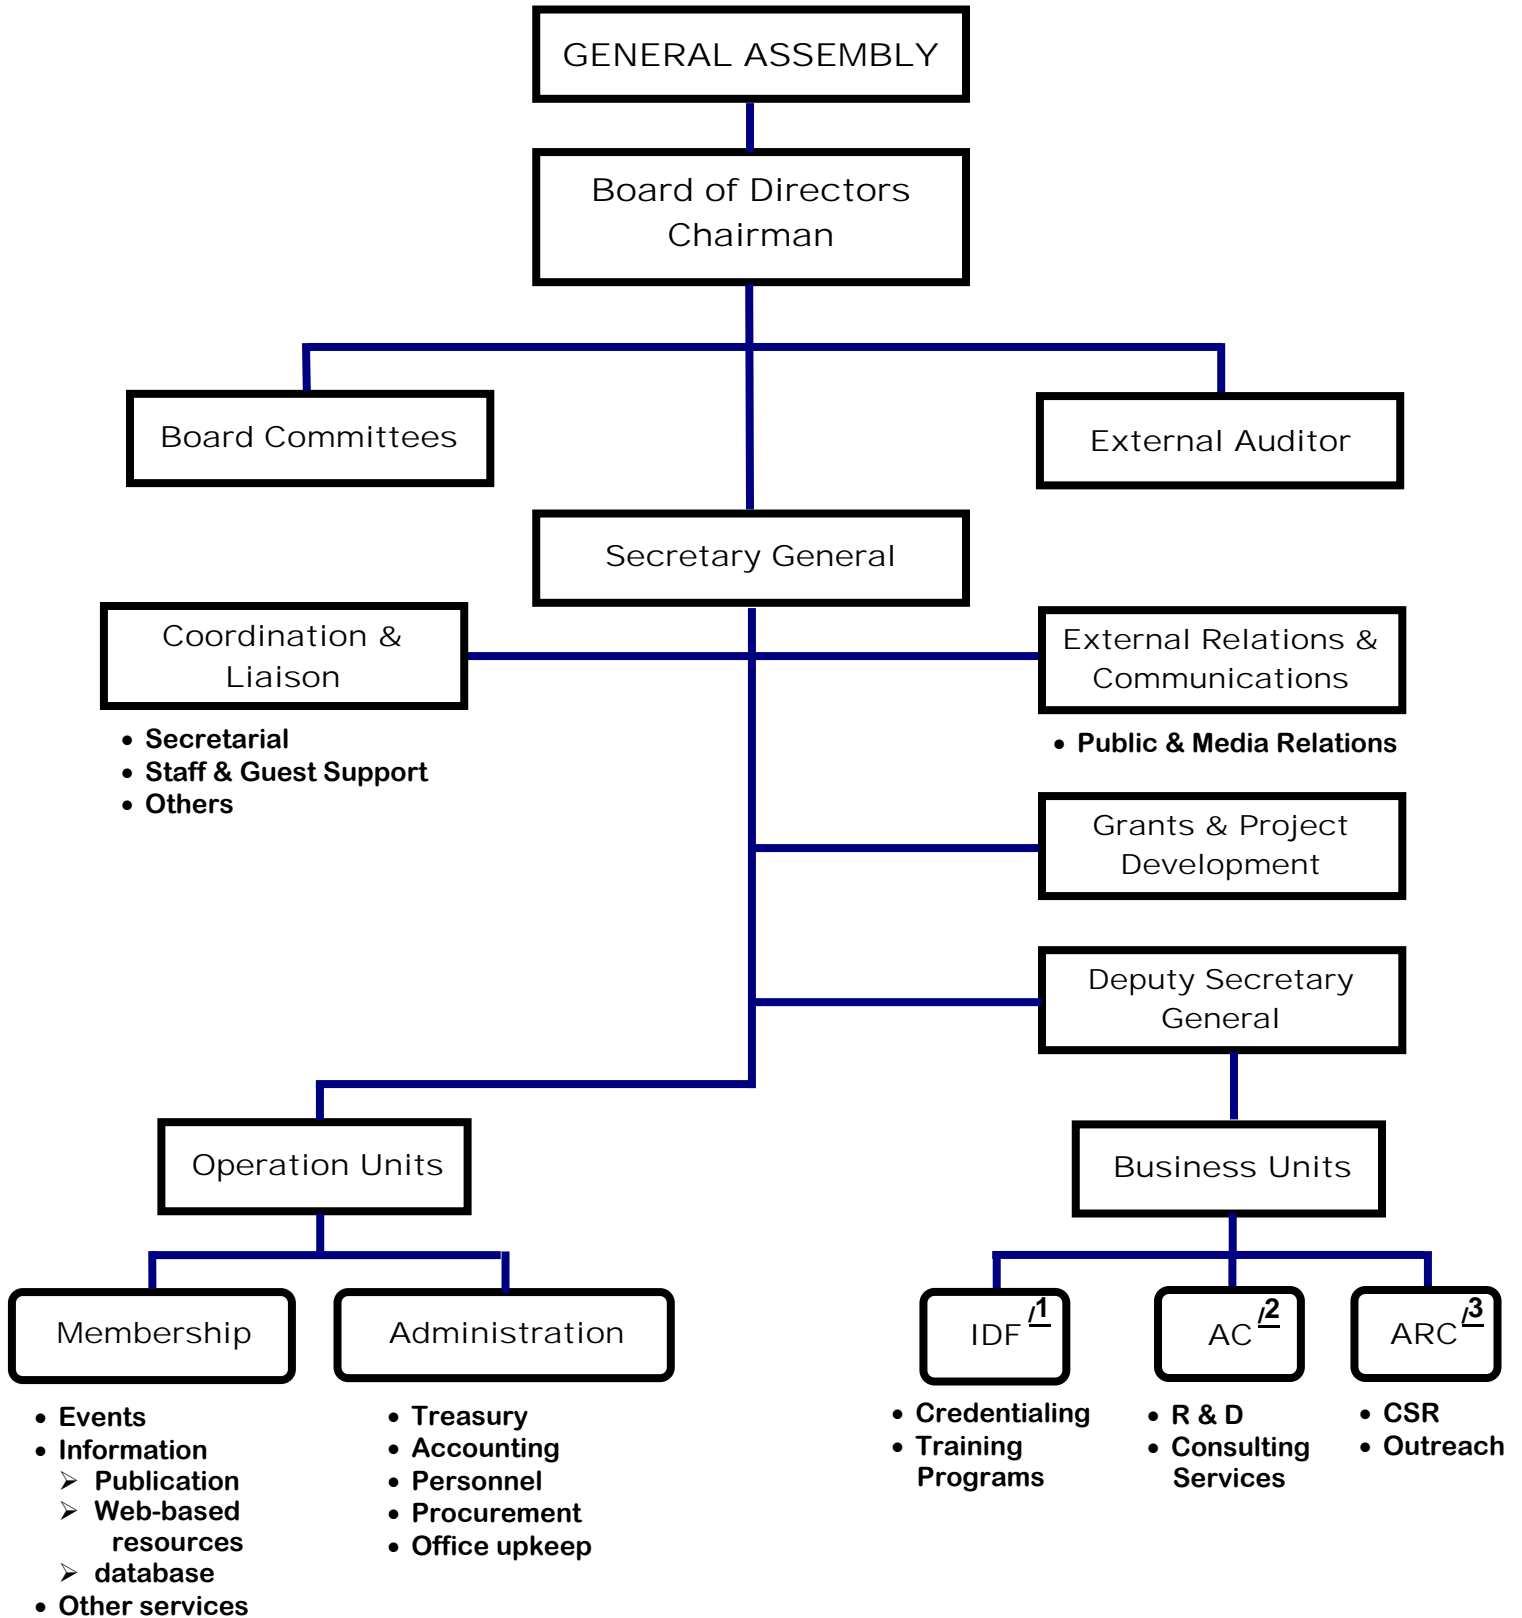 GENERAL ASSEMBLY
Board of Directors
Chairman
Board Committees
External Auditor
Secretary General
Coordination &
Liaison
• Secretarial
• Staff & Guest Support
• Others
External Relations &
Communications
• Public & Media Relations
Grants & Project
Development
Deputy Secretary
General
Operation Units
Business Units
Membership
• Events
• Information
➢ Publication
➢ Web-based
resources
➢ database
• Other services
Administration
• Treasury
• Accounting
• Personnel
• Procurement
• Office upkeep
IDF /1
• Credentialing
• Training
Programs
AC /2
• R & D
• Consulting
Services
ARC /3
• CSR
• Outreach